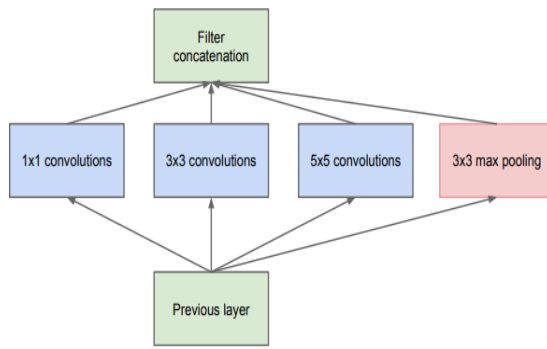 Filter
concatenation
1x1 convolutions
3x3 convolutions
5x5 convolutions
3x3 max pooling
Previous layer